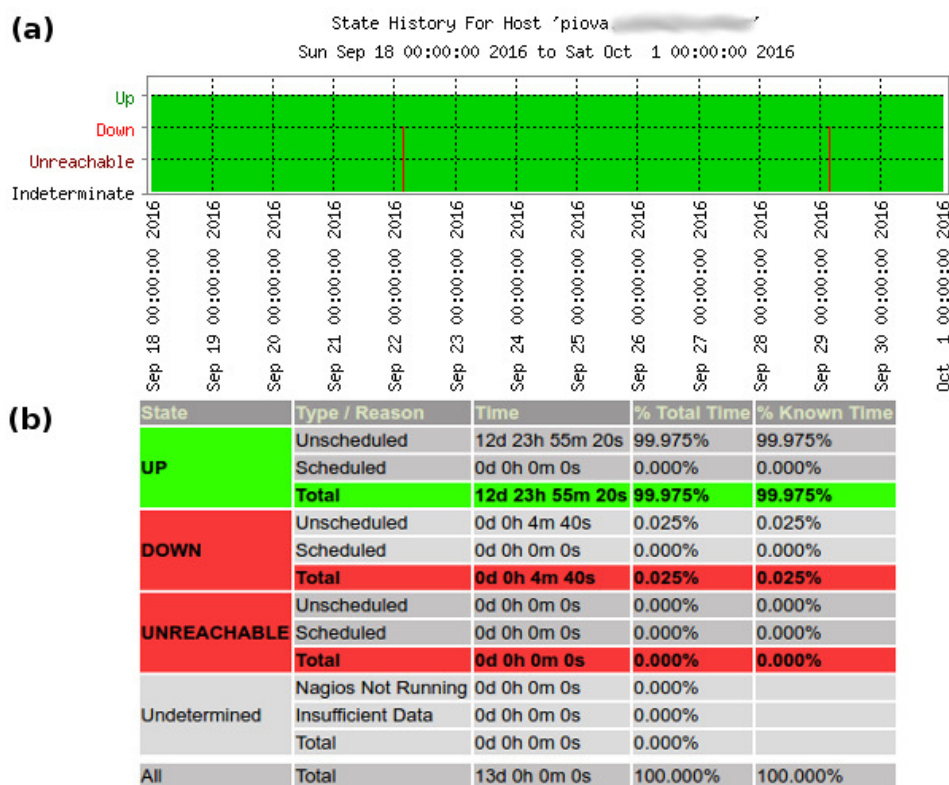 (a)
State History For Host 'piova
Sun Sep 18 00:00:00 2016 to Sat Oct 1 00:00:00 2016
Up
Down
Unreachable
Indeterminate
Sep 18 00:00:00 2016
Sep 19 00:00:00 2016
Sep 20 00:00:00 2016
Sep 21 00:00:00 2016
Sep 22 00:00:00 2016
Sep 23 00:00:00 2016
Sep 24 00:00:00 2016
Sep 25 00:00:00 2016
Sep 26 00:00:00 2016
Sep 27 00:00:00 2016
Sep 28 00:00:00 2016
Sep 29 00:00:00 2016
Sep 30 00:00:00 2016
Oct 1 00:00:00 2016
(b)
State Type / Reason Time % Total Time % Known Time
UP
Unscheduled 12d 23h 55m 20s 99.975% 99.975%
Scheduled 0d 0h 0m 0s 0.000% 0.000%
Total 12d 23h 55m 20s 99.975% 99.975%
DOWN
Unscheduled 0d 0h 4m 40s 0.025% 0.025%
Scheduled 0d 0h 0m 0s 0.000% 0.000%
Total 0d 0h 4m 40s 0.025% 0.025%
UNREACHABLE
Unscheduled 0d 0h 0m 0s 0.000% 0.000%
Scheduled 0d 0h 0m 0s 0.000% 0.000%
Total 0d 0h 0m 0s 0.000% 0.000%
Undetermined
Nagios Not Running 0d 0h 0m 0s 0.000%
Insufficient Data 0d 0h 0m 0s 0.000%
Total 0d 0h 0m 0s 0.000%
All Total 13d 0h 0m 0s 100.000% 100.000%